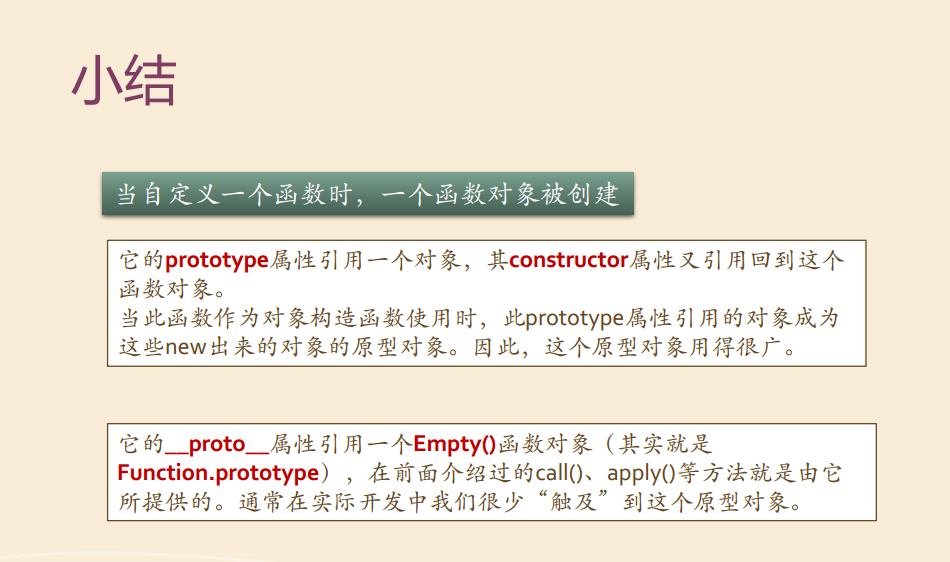 小结
当自定义一个函数时，一个函数对象被创建
它的prototype属性引用一个对象，其constructor属性又引用回到这个
函数对象。
当此函数作为对象构造函数使用时，此prototype属性引用的对象成为
这些new出来的对象的原型对象。因此，这个原型对象用得很广。
它的__proto__属性引用一个Empty()函数对象（其实就是
Function.prototype），在前面介绍过的call()、apply()等方法就是由它
所提供的。通常在实际开发中我们很少“触及”到这个原型对象。